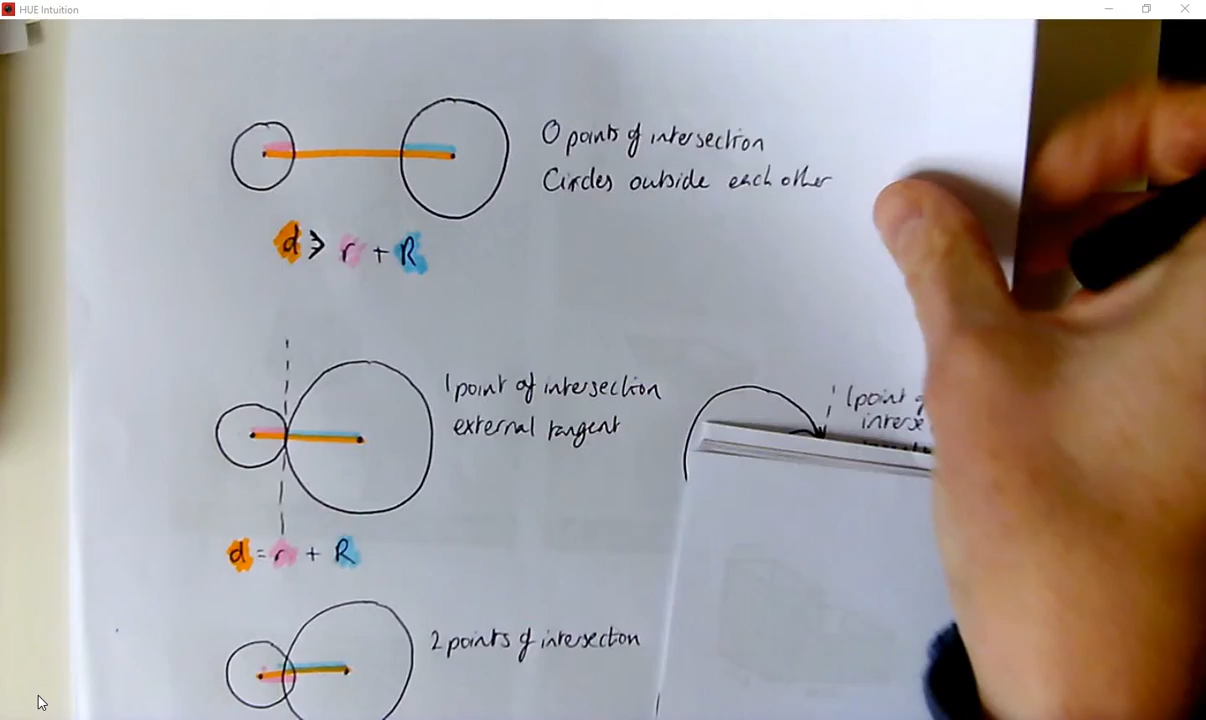 HUE Intuition
0 points of intersection
Circles outside each other
d > r + R
1 point of intersection
external tangent
1 point
d = r + R
2 points of intersecton